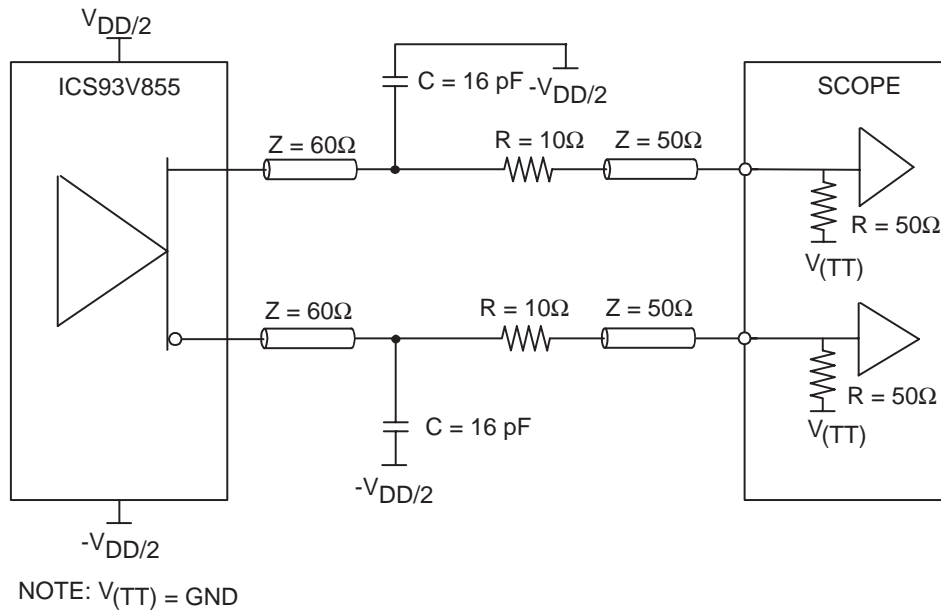 VDD/2
ICS93V855
C = 16 pF
-VDD/2
SCOPE
Z = 60Ω
R = 10Ω
Z = 50Ω
R = 50Ω
V(TT)
Z = 60Ω
R = 10Ω
Z = 50Ω
R = 50Ω
V(TT)
C = 16 pF
-VDD/2
-VDD/2
NOTE: V(TT) = GND